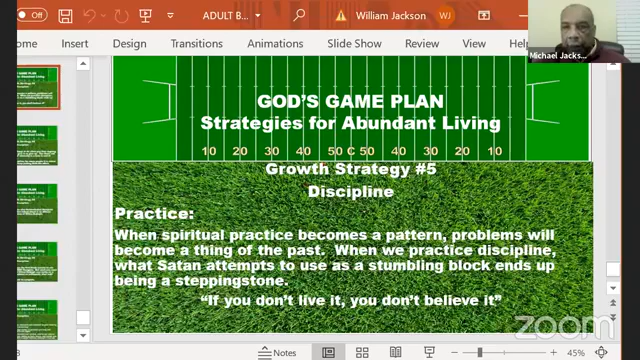 Off
ADULT B...
William Jackson
WJ
ome
Insert
Design
Transitions
Animations
Slide Show
Review
View
Help
Michael Jacks...
GOD'S GAME PLAN
Strategies for Abundant Living
10 20 30 40 50 C 50 40 30 20 10
Growth Strategy #5
Discipline
Practice:
When spiritual practice becomes a pattern, problems will
become a thing of the past. When we practice discipline,
what Satan attempts to use as a stumbling block ends up
being a steppingstone.
"If you don't live it, you don't believe it"
Notes
45%
zoom